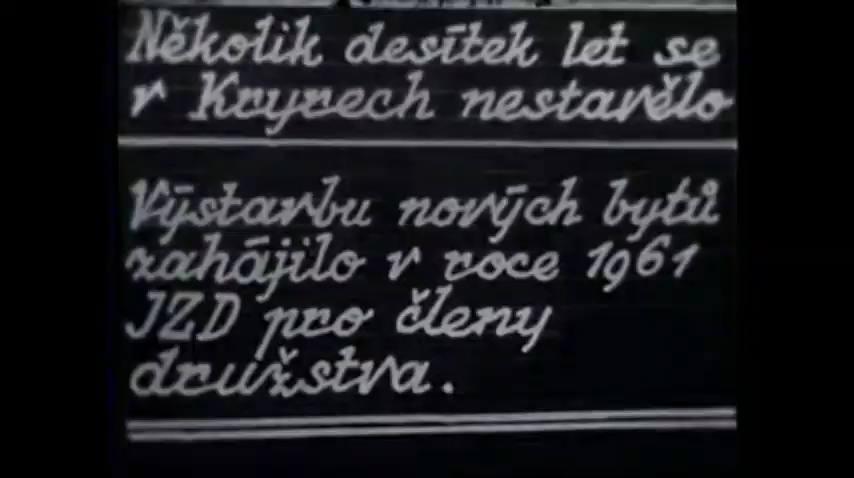 Několik desítek let se
v Kryrech nestavělo
Výstavbu nových bytů
zahájilo v roce 1961
JZD pro členy
družstva.